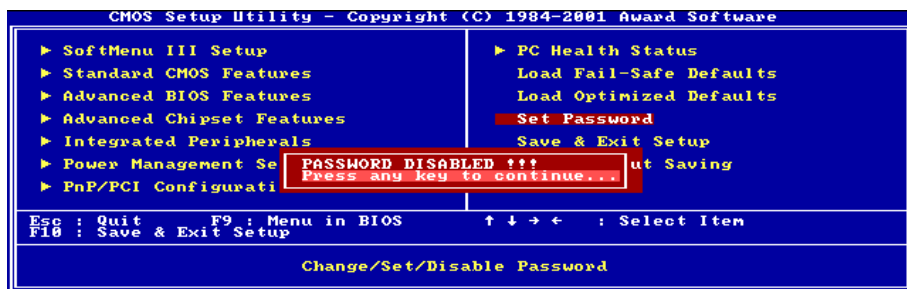 CMOS Setup Utility - Copyright (C) 1984-2001 Award Software
► SoftMenu III Setup
► Standard CMOS Features
► Advanced BIOS Features
► Advanced Chipset Features
► Integrated Peripherals
► Power Management Se
► PnP/PCI Configurati
► PC Health Status
Load Fail-Safe Defaults
Load Optimized Defaults
Set Password
Save & Exit Setup
ut Saving
PASSWORD DISABLED !!!
Press any key to continue...
Esc : Quit F9 : Menu in BIOS ↑ ↓ → ← : Select Item
F10 : Save & Exit Setup
Change/Set/Disable Password